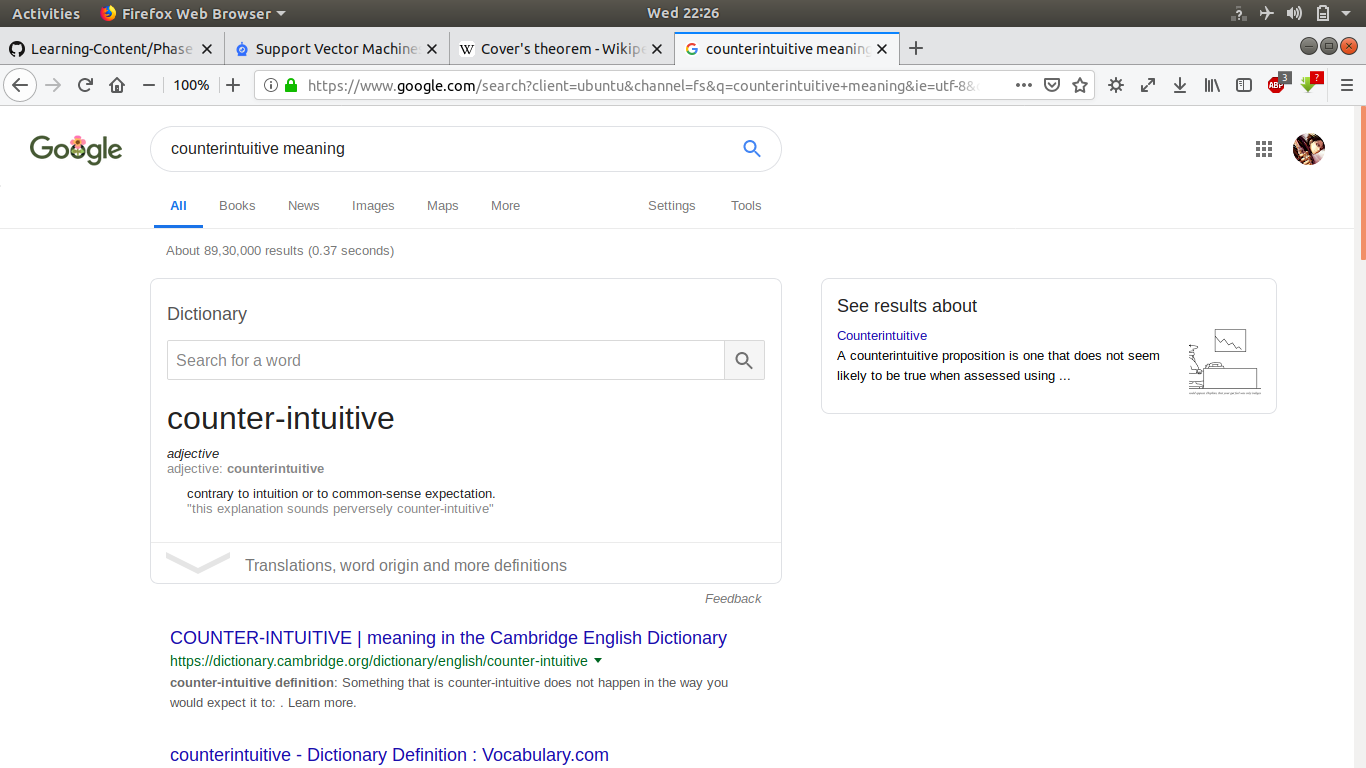 Activities Firefox Web Browser Wed 22:26
Learning-Content/Phase Support Vector Machine Cover's theorem - Wikip counterintuitive meaning
100% https://www.google.com/search?client=ubuntu&channel=fs&q=counterintuitive+meaning&ie=utf-8& ABP 3 ?
Google counterintuitive meaning
All Books News Images Maps More Settings Tools
About 89,30,000 results (0.37 seconds)
Dictionary
Search for a word
counter-intuitive
adjective
adjective: counterintuitive
contrary to intuition or to common-sense expectation.
"this explanation sounds perversely counter-intuitive"
Translations, word origin and more definitions
Feedback
See results about
Counterintuitive
A counterintuitive proposition is one that does not seem
likely to be true when assessed using ...
COUNTER-INTUITIVE | meaning in the Cambridge English Dictionary
https://dictionary.cambridge.org/dictionary/english/counter-intuitive
counter-intuitive definition: Something that is counter-intuitive does not happen in the way you
would expect it to: . Learn more.
counterintuitive - Dictionary Definition : Vocabulary.com